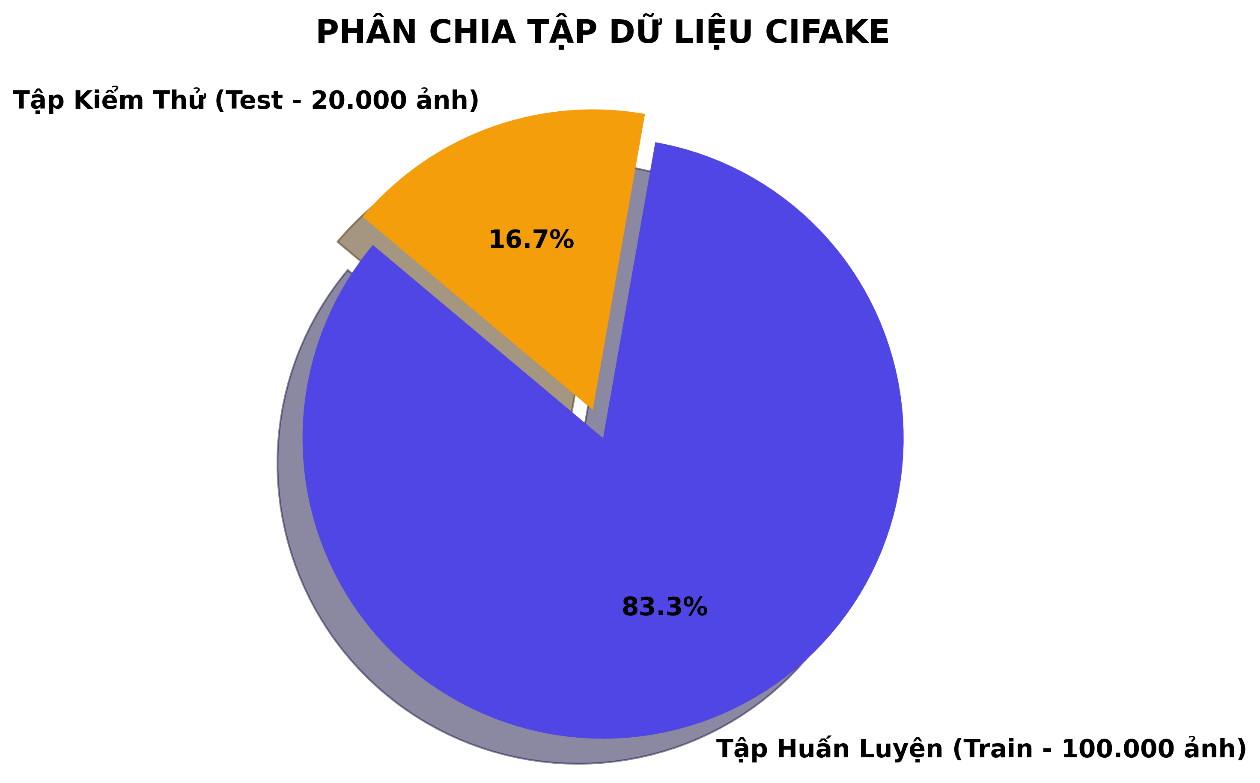 PHÂN CHIA TẬP DỮ LIỆU CIFAKE
Tập Kiểm Thử (Test - 20.000 ảnh)
16.7%
83.3%
Tập Huấn Luyện (Train - 100.000 ảnh)